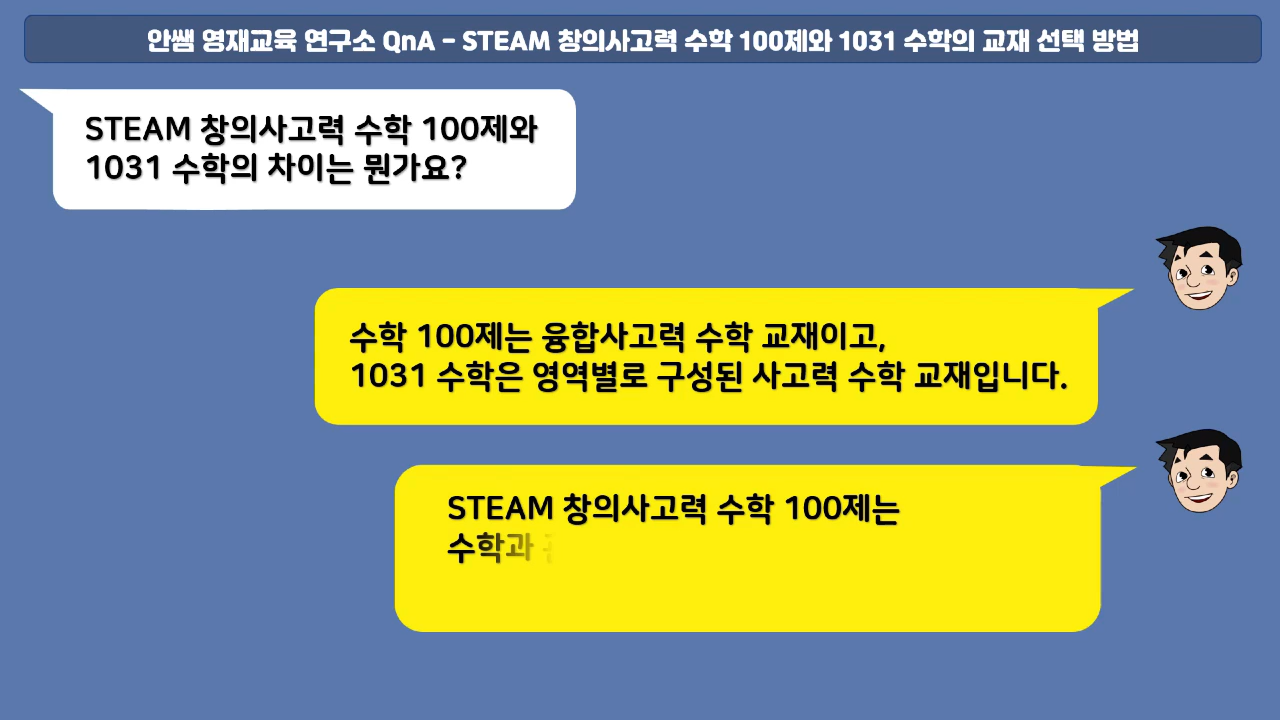 안쌤 영재교육 연구소 QnA - STEAM 창의사고력 수학 100제와 1031 수학의 교재 선택 방법
STEAM 창의사고력 수학 100제와
1031 수학의 차이는 뭔가요?
수학 100제는 융합사고력 수학 교재이고,
1031 수학은 영역별로 구성된 사고력 수학 교재입니다.
STEAM 창의사고력 수학 100제는
수학과